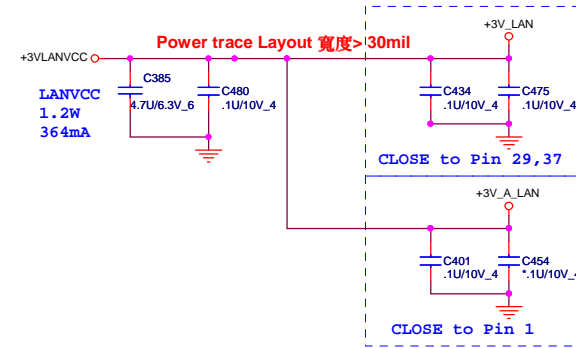 +3V_LAN
Power trace Layout 寬度> 30mil
+3VLANVCC
C385
4.7U/6.3V_6
C480
.1U/10V_4
C434
.1U/10V_4
C475
.1U/10V_4
LANVCC
1.2W
364mA
CLOSE to Pin 29,37
+3V_A_LAN
C401
.1U/10V_4
C454
*.1U/10V_4
CLOSE to Pin 1